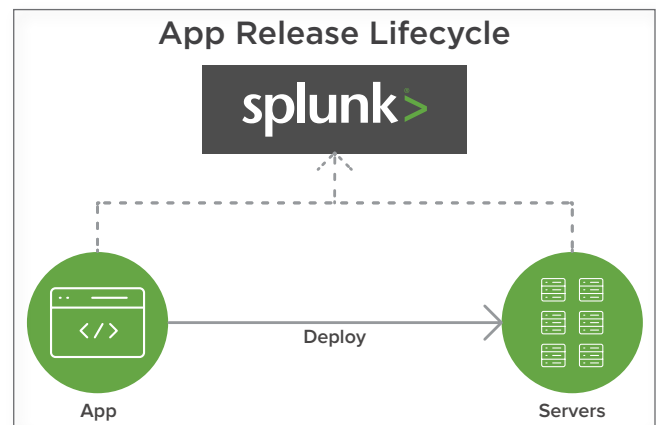 App Release Lifecycle
splunk>
</>
Deploy
App
Servers